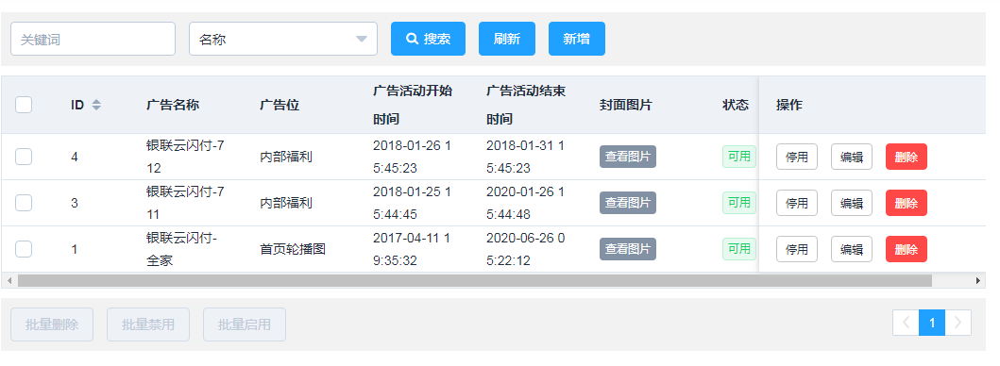 关键词 名称 搜索 刷新 新增
ID 广告名称 广告位 广告活动开始时间 广告活动结束时间 封面图片 状态 操作
4 银联云闪付-712 内部福利 2018-01-26 15:45:23 2018-01-31 15:45:23 查看图片 可用 停用 编辑 删除
3 银联云闪付-711 内部福利 2018-01-25 15:44:45 2020-01-26 15:44:48 查看图片 可用 停用 编辑 删除
1 银联云闪付-全家 首页轮播图 2017-04-11 19:35:32 2020-06-26 05:22:12 查看图片 可用 停用 编辑 删除
批量删除 批量禁用 批量启用 1